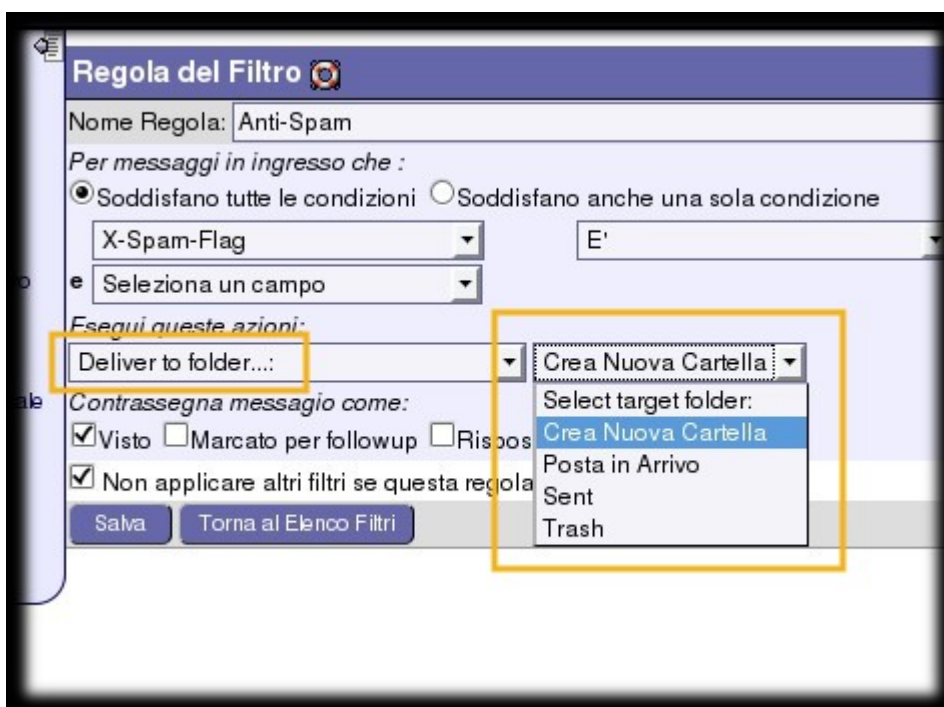 Regola del Filtro
Nome Regola: Anti-Spam
Per messaggi in ingresso che :
Soddisfano tutte le condizioni Soddisfano anche una sola condizione
X-Spam-Flag E'
e Seleziona un campo
Esegui queste azioni:
Deliver to folder...: Crea Nuova Cartella
Select target folder:
Contrassegna messagio come:
Crea Nuova Cartella
Visto Marcato per followup Rispos
Posta in Arrivo
Non applicare altri filtri se questa regola
Sent
Salva Torna al Elenco Filtri
Trash